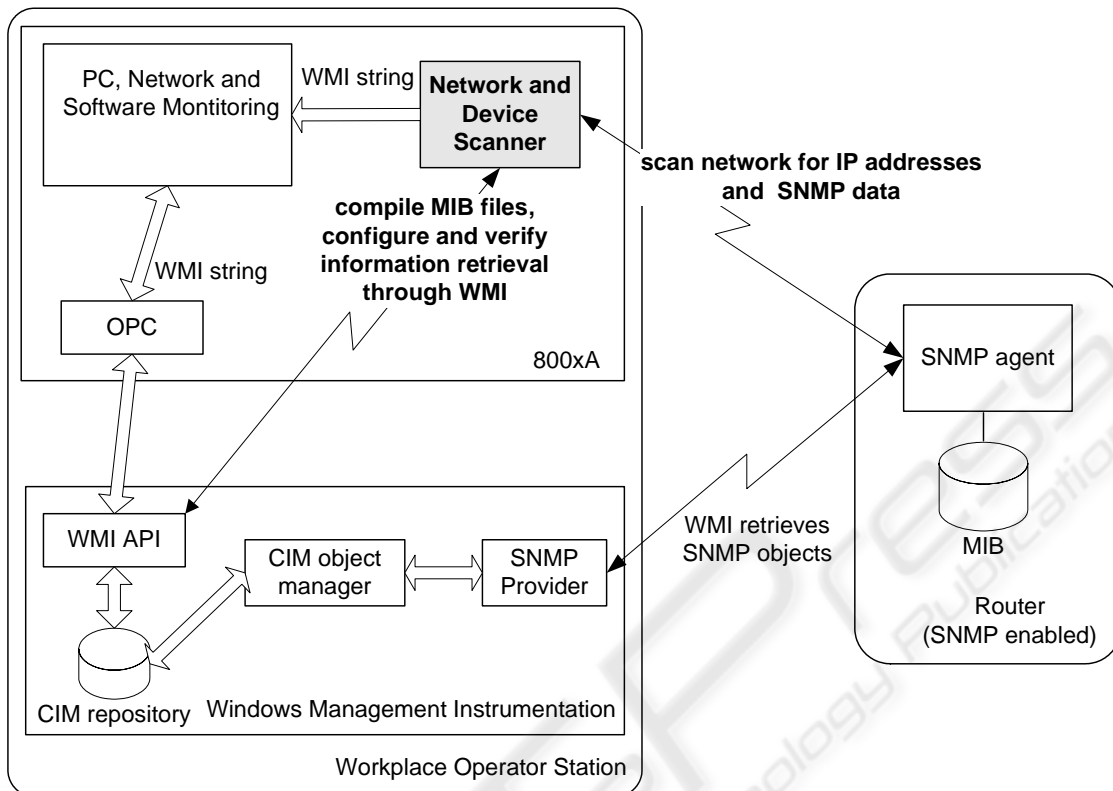 PC, Network and
Software Montitoring
WMI string
Network and
Device
Scanner
scan network for IP addresses
and SNMP data
compile MIB files,
configure and verify
information retrieval
through WMI
WMI string
OPC
800xA
SNMP agent
MIB
Router
(SNMP enabled)
WMI API
CIM object
manager
SNMP
Provider
WMI retrieves
SNMP objects
CIM repository
Windows Management Instrumentation
Workplace Operator Station